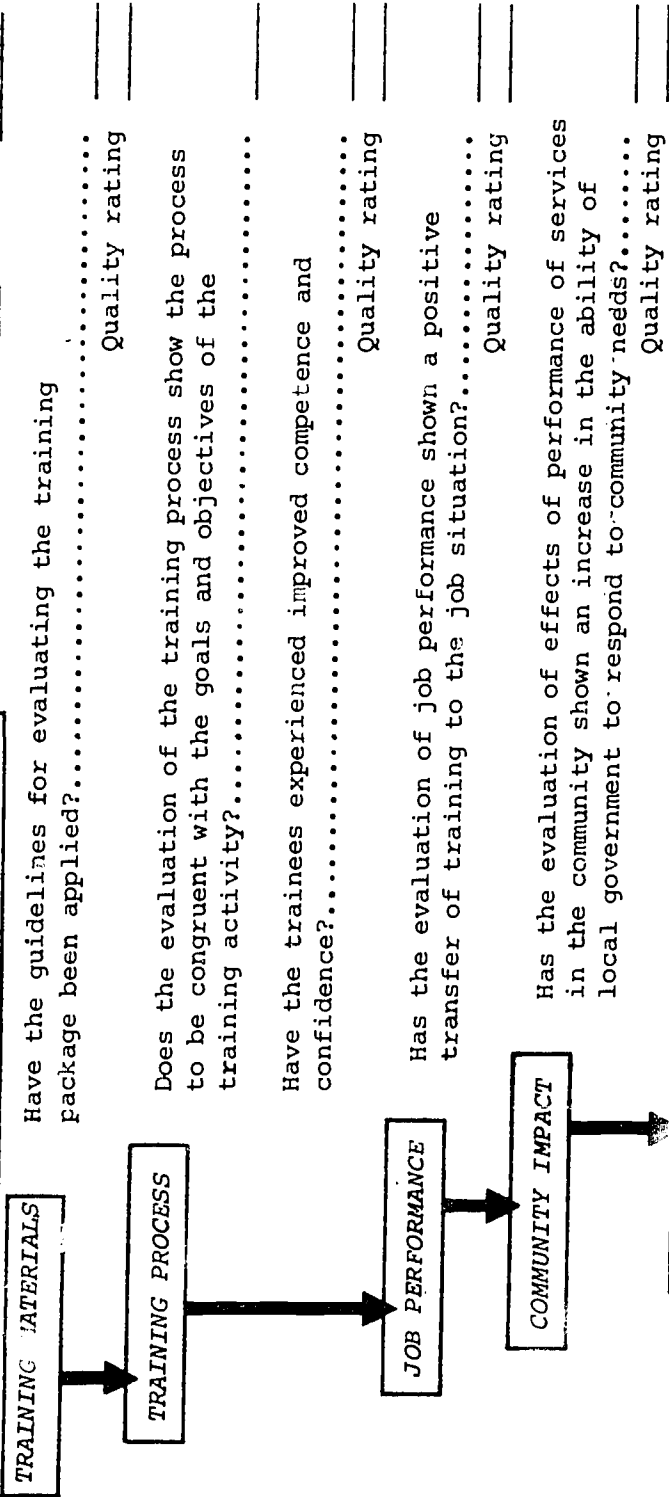 TRAINING MATERIALS
Have the guidelines for evaluating the training
package been applied?........................................
Quality rating
TRAINING PROCESS
Does the evaluation of the training process show the process
to be congruent with the goals and objectives of the
training activity?........................................
Have the trainees experienced improved competence and
confidence?........................................
Quality rating
JOB PERFORMANCE
Has the evaluation of job performance shown a positive
transfer of training to the job situation?....................
Quality rating
COMMUNITY IMPACT
Has the evaluation of effects of performance of services
in the community shown an increase in the ability of
local government to respond to community needs?........
Quality rating